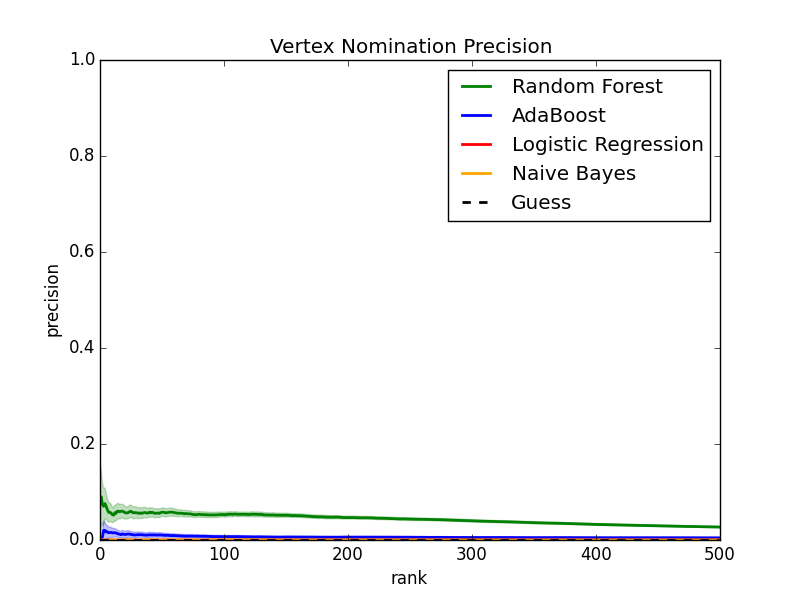 Vertex Nomination Precision
1.0
0.8
0.6
0.4
0.2
0.0
precision
Random Forest
AdaBoost
Logistic Regression
Naive Bayes
Guess
0 100 200 300 400 500
rank